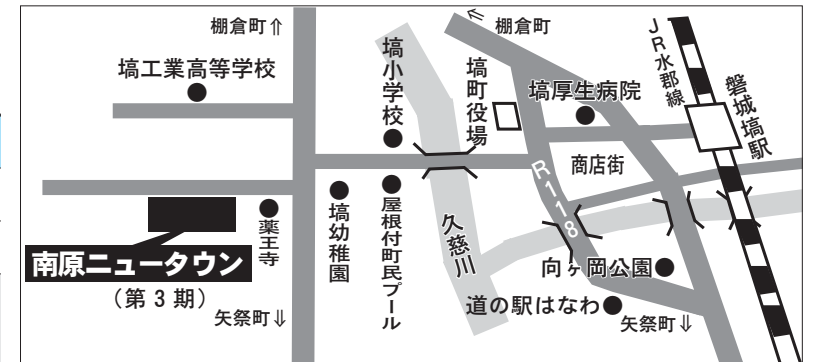 棚倉町⇑
塙工業高等学校
塙小学校
塙町役場
⇖棚倉町
塙厚生病院
JR水郡線
磐城塙駅
商店街
R118
薬王寺
塙幼稚園
屋根付町民プール
久慈川
南原ニュータウン
（第3期）
矢祭町⇓
向ヶ岡公園
道の駅はなわ
矢祭町⇓